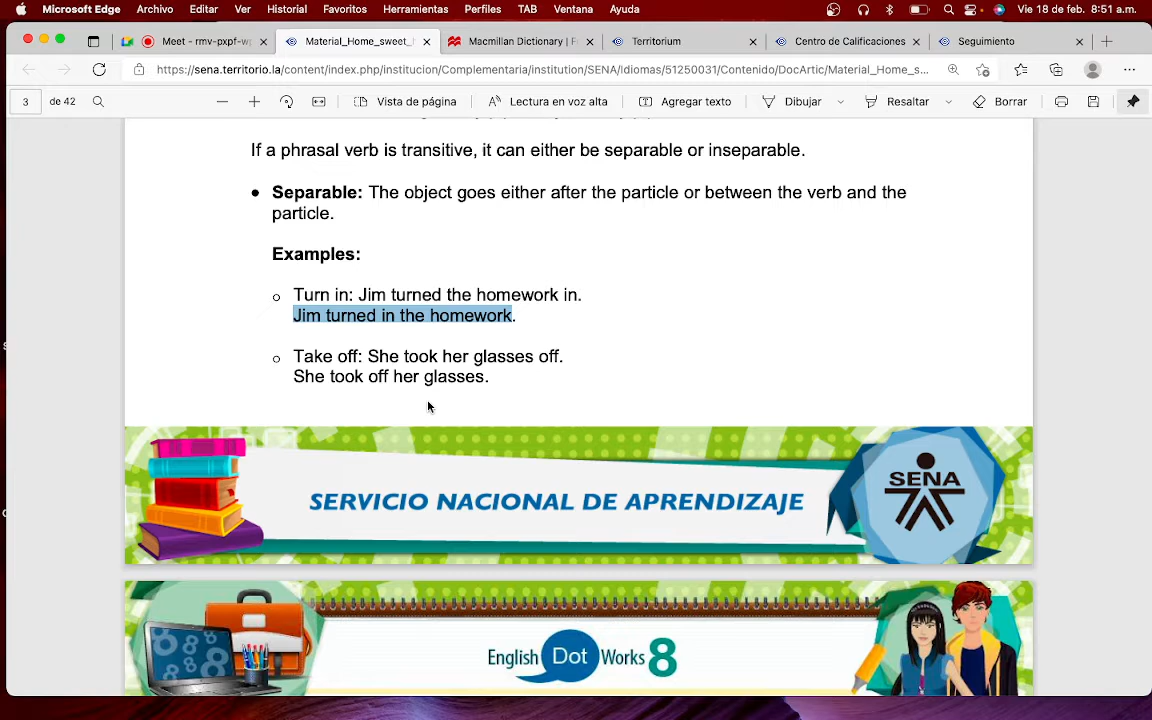 Microsoft Edge Archivo Editar Ver Historial Favoritos Herramientas Perfiles TAB Ventana Ayuda Vie 18 de feb. 8:51 a.m.
Meet - rmv-pxpf-w Material_Home_sweet_ Macmillan Dictionary | F Territorium Centro de Calificaciones Seguimiento
https://sena.territorio.la/content/index.php/institucion/Complementaria/institution/SENA/Idiomas/51250031/Contenido/DocArtic/Material_Home_s...
3 de 42 Vista de página Lectura en voz alta Agregar texto Dibujar Resaltar Borrar
If a phrasal verb is transitive, it can either be separable or inseparable.
Separable: The object goes either after the particle or between the verb and the
particle.
Examples:
Turn in: Jim turned the homework in.
Jim turned in the homework.
Take off: She took her glasses off.
She took off her glasses.
SENA
SERVICIO NACIONAL DE APRENDIZAJE
English Dot Works 8